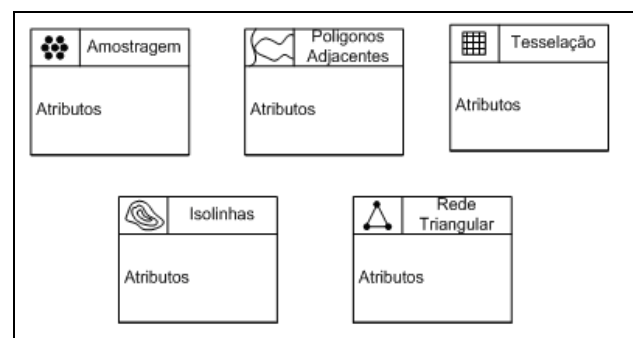 Amostragem
Atributos
Poligonos
Adjacentes
Atributos
Tesselação
Atributos
Isolinhas
Atributos
Rede
Triangular
Atributos